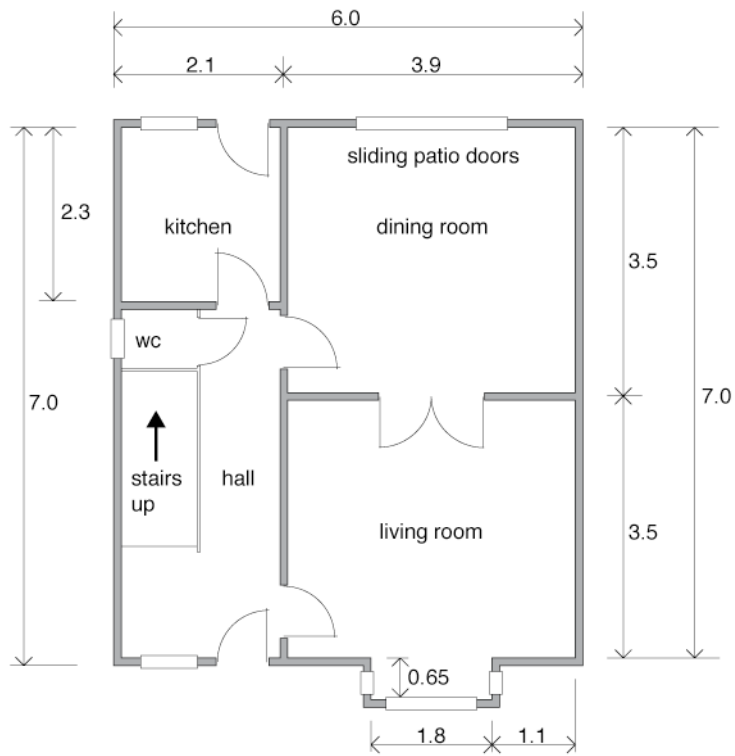 6.0
2.1
3.9
sliding patio doors
2.3
kitchen
dining room
3.5
wc
7.0
7.0
stairs
up
hall
living room
3.5
0.65
1.8
1.1